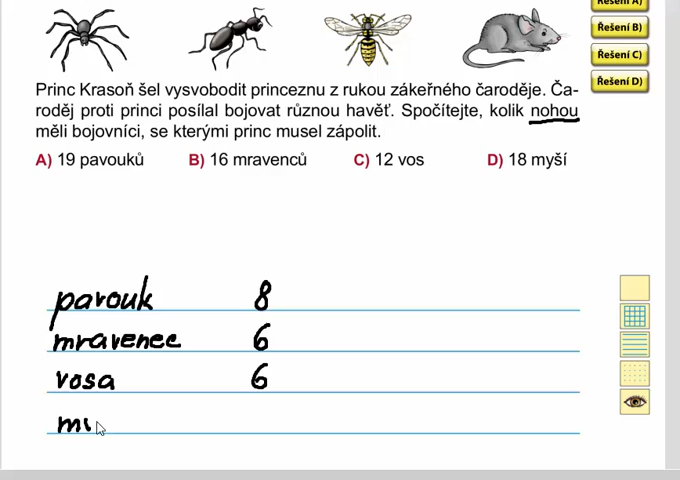 Řešení A)
Řešení B)
Řešení C)
Řešení D)
Princ Krasoň šel vysvobodit princeznu z rukou zákeřného čaroděje. Ča-
roděj proti princi posílal bojovat různou havěť. Spočítejte, kolik nohou
měli bojovníci, se kterými princ musel zápolit.
A) 19 pavouků B) 16 mravenců C) 12 vos D) 18 myší
pavouk 8
mravenec 6
vosa 6